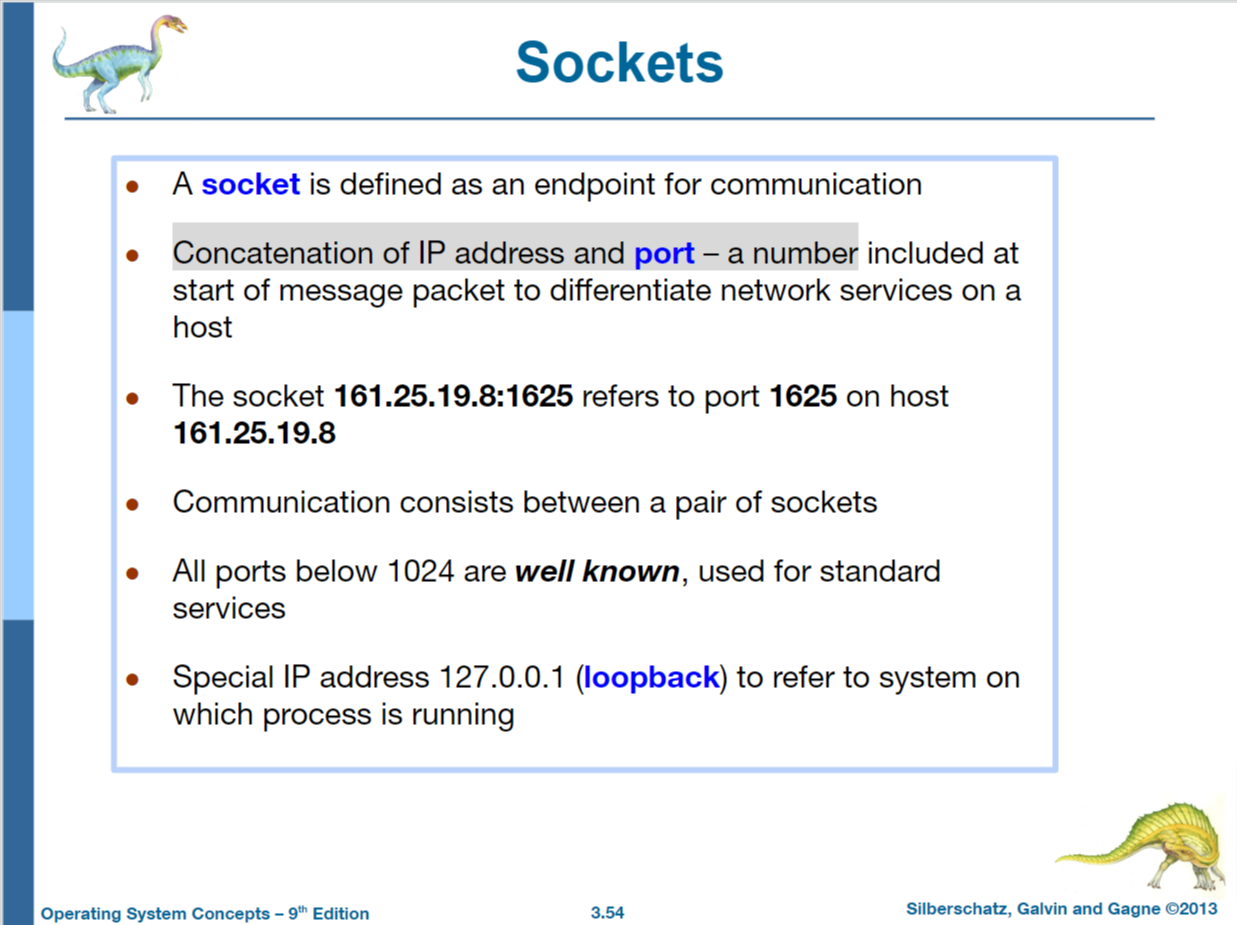 Sockets
A socket is defined as an endpoint for communication
Concatenation of IP address and port – a number included at
start of message packet to differentiate network services on a
host
The socket 161.25.19.8:1625 refers to port 1625 on host
161.25.19.8
Communication consists between a pair of sockets
All ports below 1024 are well known, used for standard
services
Special IP address 127.0.0.1 (loopback) to refer to system on
which process is running
Operating System Concepts – 9th Edition
3.54
Silberschatz, Galvin and Gagne ©2013